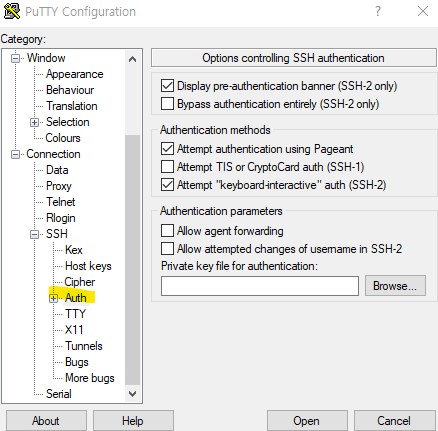 PuTTY Configuration
? ×
Category:
Window
Appearance
Behaviour
Translation
Selection
Colours
Connection
Data
Proxy
Telnet
Rlogin
SSH
Kex
Host keys
Cipher
Auth
TTY
X11
Tunnels
Bugs
More bugs
Serial
Options controlling SSH authentication
Display pre-authentication banner (SSH-2 only)
Bypass authentication entirely (SSH-2 only)
Authentication methods
Attempt authentication using Pageant
Attempt TIS or CryptoCard auth (SSH-1)
Attempt "keyboard-interactive" auth (SSH-2)
Authentication parameters
Allow agent forwarding
Allow attempted changes of username in SSH-2
Private key file for authentication:
Browse...
About
Help
Open
Cancel